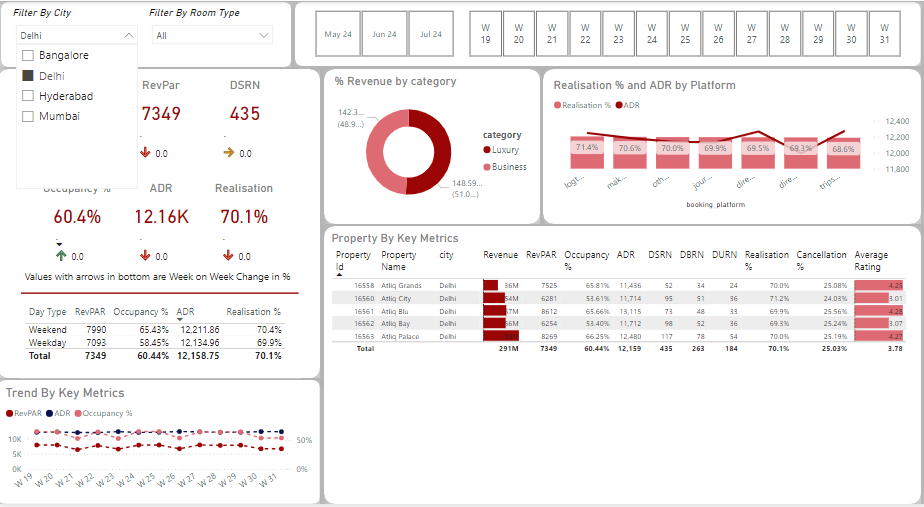 Filter By City
Filter By Room Type
Delhi
All
Bangalore
Delhi
Hyderabad
Mumbai
May 24
Jun 24
Jul 24
W 19
W 20
W 21
W 22
W 23
W 24
W 25
W 26
W 27
W 28
W 29
W 30
W 31
RevPar
DSRN
7349
435
0.0
0.0
Occupancy %
ADR
Realisation
60.4%
12.16K
70.1%
0.0
0.0
0.0
Values with arrows in bottom are Week on Week Change in %
Day Type RevPAR Occupancy % ADR Realisation %
Weekend 7990 65.43% 12,211.86 70.4%
Weekday 7093 58.45% 12,134.96 69.9%
Total 7349 60.44% 12,158.75 70.1%
Trend By Key Metrics
RevPAR ADR Occupancy %
10K
5K
0K
50%
0%
W 19 W 20 W 21 W 22 W 23 W 24 W 25 W 26 W 27 W 28 W 29 W 30 W 31
% Revenue by category
142.3...
(48.9...)
148.59...
(51.0...)
category
Luxury
Business
Realisation % and ADR by Platform
Realisation % ADR
71.4% 70.6% 70.0% 69.9% 69.5% 69.3% 68.6%
12,400
12,200
12,000
11,800
logt... mak... oth... jour... dire... dire... trips...
booking_platform
Property By Key Metrics
Property Id Property Name city Revenue RevPAR Occupancy % ADR DSRN DBRN DURN Realisation % Cancellation % Average Rating
16558 Atliq Grands Delhi 36M 7525 65.81% 11,436 52 34 24 70.0% 25.08% 4.25
16560 Atliq City Delhi 54M 6281 53.61% 11,714 95 51 36 71.2% 24.03% 3.01
16561 Atliq Blu Delhi 57M 8612 65.66% 13,115 73 48 33 69.9% 25.56% 4.28
16562 Atliq Bay Delhi 56M 6254 53.40% 11,712 98 52 36 69.3% 25.24% 3.07
16563 Atliq Palace Delhi 8269 66.25% 12,480 117 78 54 70.0% 25.19% 4.27
Total 291M 7349 60.44% 12,159 435 263 184 70.1% 25.03% 3.78